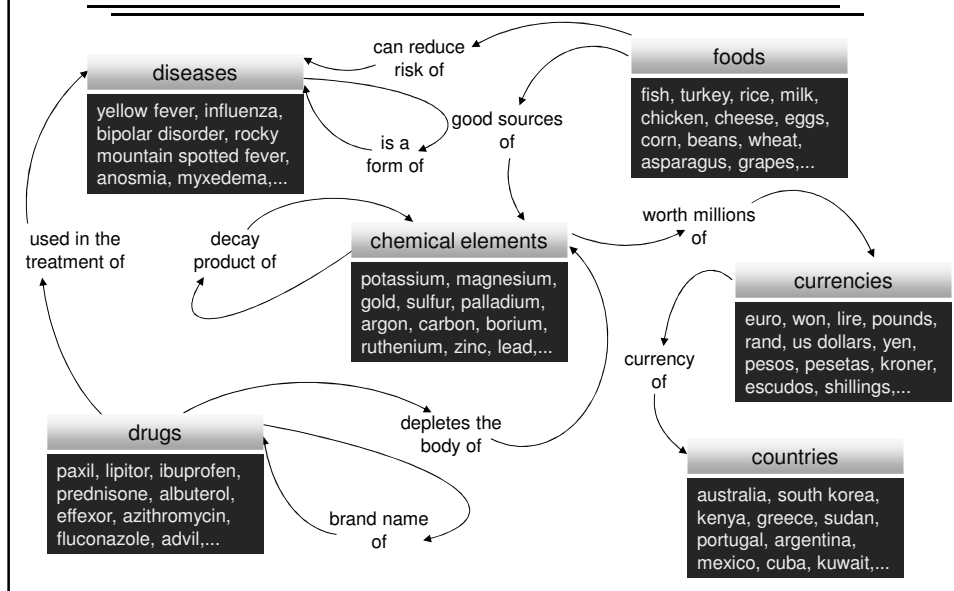 can reduce
risk of
foods
diseases
fish, turkey, rice, milk,
chicken, cheese, eggs,
corn, beans, wheat,
asparagus, grapes,...
yellow fever, influenza,
bipolar disorder, rocky
mountain spotted fever,
anosmia, myxedema,...
good sources
of
is a
form of
worth millions
of
used in the
treatment of
decay
product of
chemical elements
potassium, magnesium,
gold, sulfur, palladium,
argon, carbon, borium,
ruthenium, zinc, lead,...
currencies
euro, won, lire, pounds,
rand, us dollars, yen,
pesos, pesetas, kroner,
escudos, shillings,...
currency
of
depletes the
body of
drugs
paxil, lipitor, ibuprofen,
prednisone, albuterol,
effexor, azithromycin,
fluconazole, advil,...
brand name
of
countries
australia, south korea,
kenya, greece, sudan,
portugal, argentina,
mexico, cuba, kuwait,...